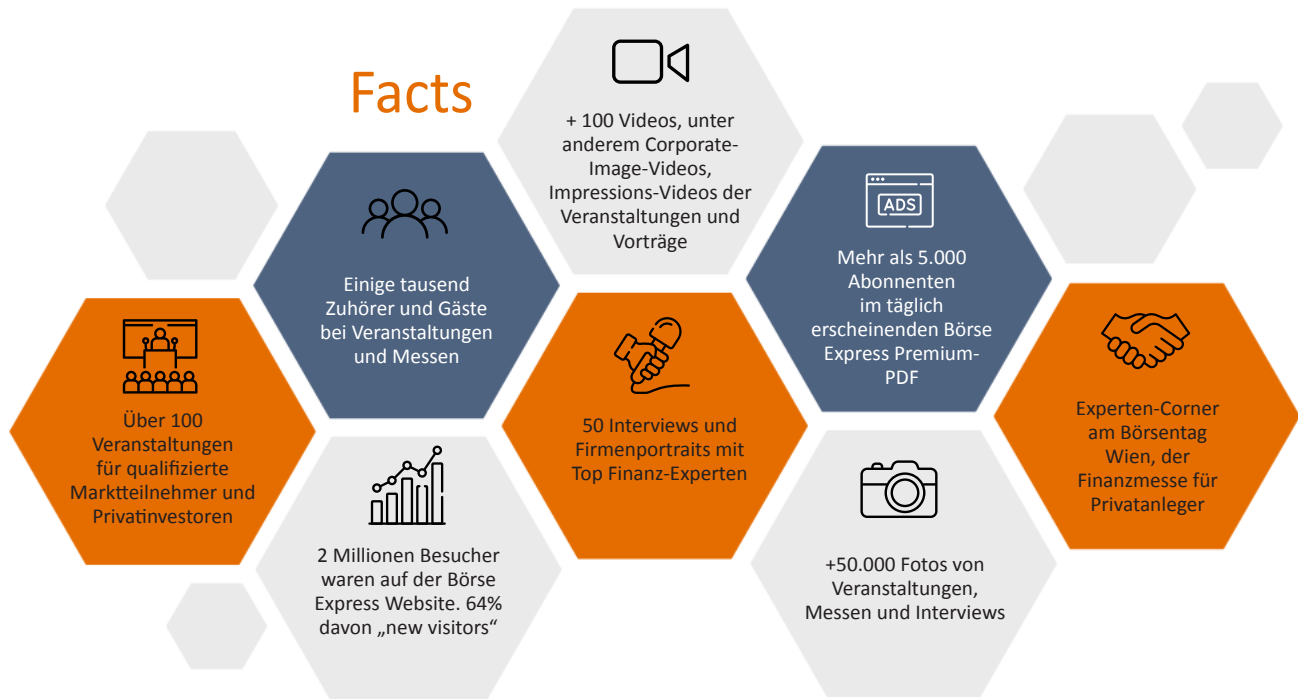 Facts
+ 100 Videos, unter
anderem Corporate-
Image-Videos,
Impressions-Videos der
Veranstaltungen und
Vorträge
Einige tausend
Zuhörer und Gäste
bei Veranstaltungen
und Messen
ADS
Mehr als 5.000
Abonnenten
im täglich
erscheinenden Börse
Express Premium-
PDF
Über 100
Veranstaltungen
für qualifizierte
Marktteilnehmer und
Privatinvestoren
50 Interviews und
Firmenportraits mit
Top Finanz-Experten
Experten-Corner
am Börsentag
Wien, der
Finanzmesse für
Privatanleger
2 Millionen Besucher
waren auf der Börse
Express Website. 64%
davon „new visitors“
+50.000 Fotos von
Veranstaltungen,
Messen und Interviews